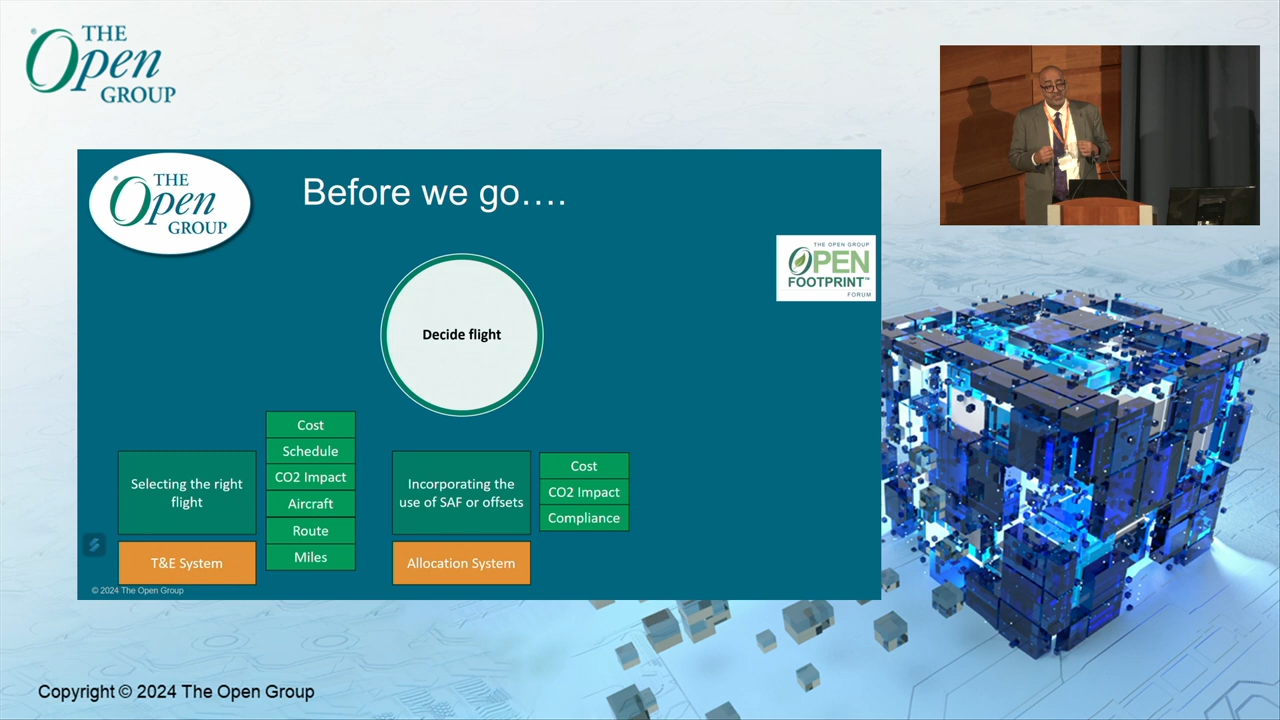 THE
Open
GROUP
THE
Open
GROUP
Before we go….
THE OPEN GROUP
OPEN
FOOTPRINT™
FORUM
Decide flight
Selecting the right
flight
T&E System
Cost
Schedule
CO2 Impact
Aircraft
Route
Miles
Incorporating the
use of SAF or offsets
Allocation System
Cost
CO2 Impact
Compliance
© 2024 The Open Group
Copyright © 2024 The Open Group